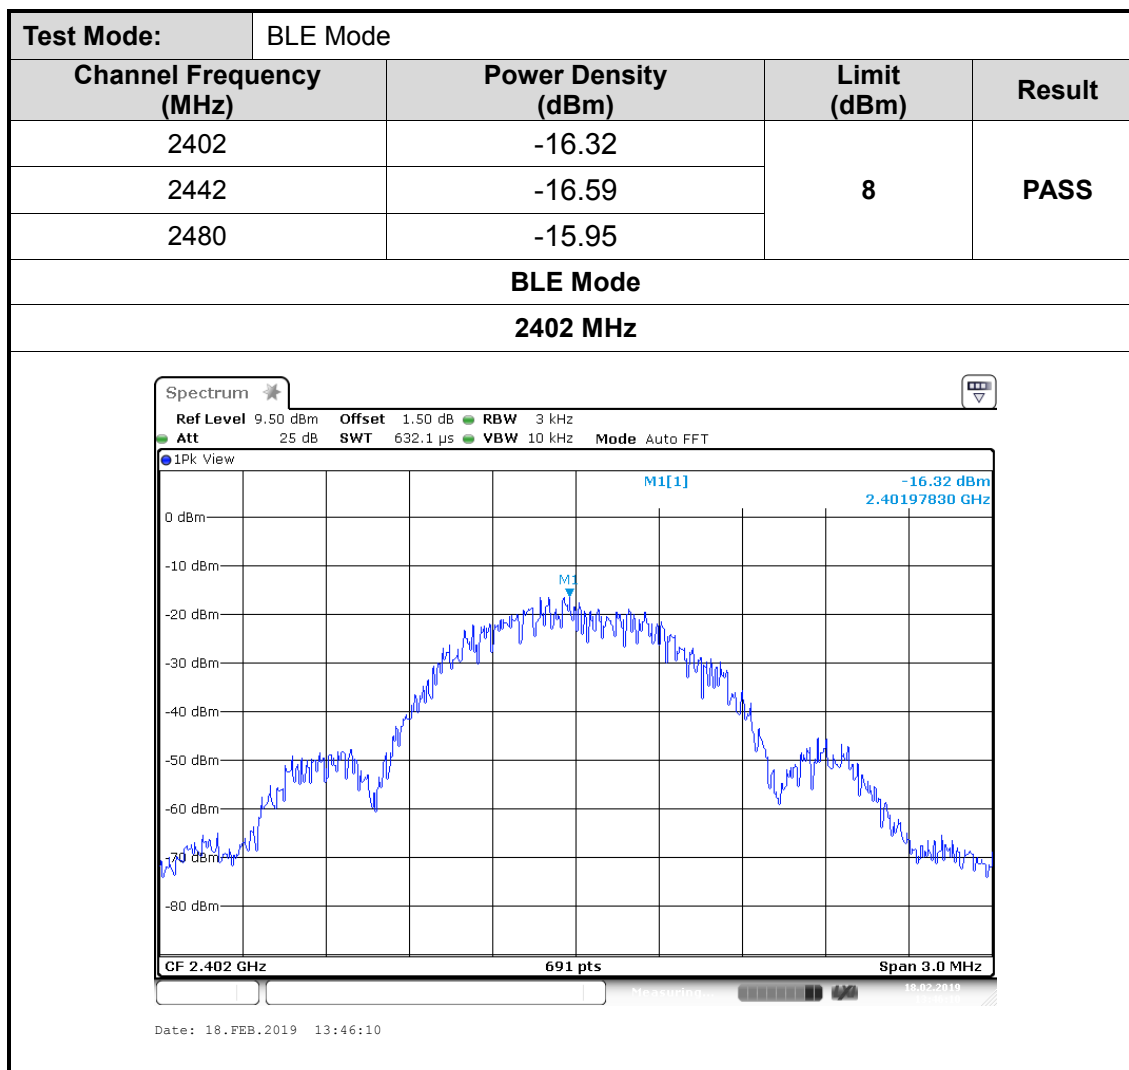 Test Mode: BLE Mode
Channel Frequency (MHz) Power Density (dBm) Limit (dBm) Result
2402 -16.32 8 PASS
2442 -16.59
2480 -15.95
BLE Mode
2402 MHz
Spectrum
Ref Level 9.50 dBm Offset 1.50 dB RBW 3 kHz
Att 25 dB SWT 632.1 µs VBW 10 kHz Mode Auto FFT
1Pk View
M1[1] -16.32 dBm
2.40197830 GHz
0 dBm
-10 dBm
M1
-20 dBm
-30 dBm
-40 dBm
-50 dBm
-60 dBm
-70 dBm
-80 dBm
CF 2.402 GHz 691 pts Span 3.0 MHz
Measuring... 18.02.2019
Date: 18.FEB.2019 13:46:10